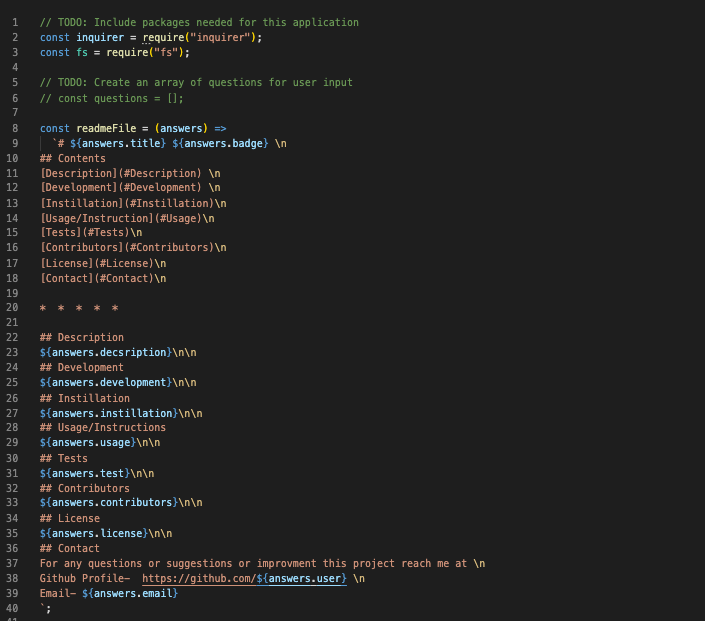 1 // TODO: Include packages needed for this application
2 const inquirer = require("inquirer");
3 const fs = require("fs");
4
5 // TODO: Create an array of questions for user input
6 // const questions = [];
7
8 const readmeFile = (answers) =>
9 `# ${answers.title} ${answers.badge} \n
10 ## Contents
11 [Description](#Description) \n
12 [Development](#Development) \n
13 [Instillation](#Instillation)\n
14 [Usage/Instruction](#Usage)\n
15 [Tests](#Tests)\n
16 [Contributors](#Contributors)\n
17 [License](#License)\n
18 [Contact](#Contact)\n
19
20 * * * * *
21
22 ## Description
23 ${answers.decsription}\n\n
24 ## Development
25 ${answers.development}\n\n
26 ## Instillation
27 ${answers.instillation}\n\n
28 ## Usage/Instructions
29 ${answers.usage}\n\n
30 ## Tests
31 ${answers.test}\n\n
32 ## Contributors
33 ${answers.contributors}\n\n
34 ## License
35 ${answers.license}\n\n
36 ## Contact
37 For any questions or suggestions or improvment this project reach me at \n
38 Github Profile-  https://github.com/${answers.user} \n
39 Email- ${answers.email}
40 `;